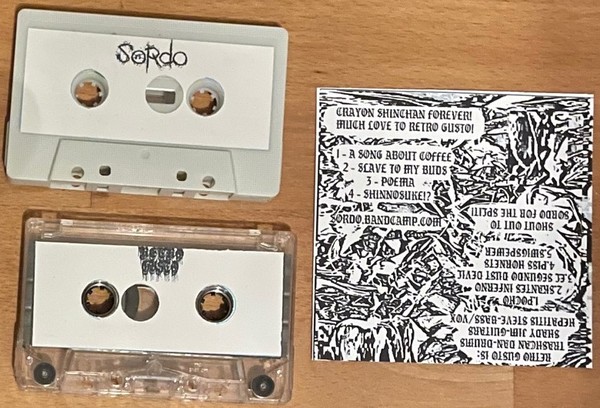 SoRdo
CRAYON SHINCHAN FOREVER!
MUCH LOVE TO RETRO GUSTO!
1 - A SONG ABOUT COFFEE
2 - SLAVE TO MY BUDS
3 - POEMA
4 - SHINNOSUKE!?
SORDO.BANDCAMP.COM
RETRO GUSTO IS:
TRASHCAN DAN-DRUMS
SHADY JIM-GUITARS
HEPATITIS STEVE-BASS/VOX
1.POCHO
2. INFERNO
3.EL SEGUNDO DUST DEVIL
4.PISS HORNETS
5.SWIGSPEWER
SHOUT OUT TO
SORDO FOR THE SPLIT!